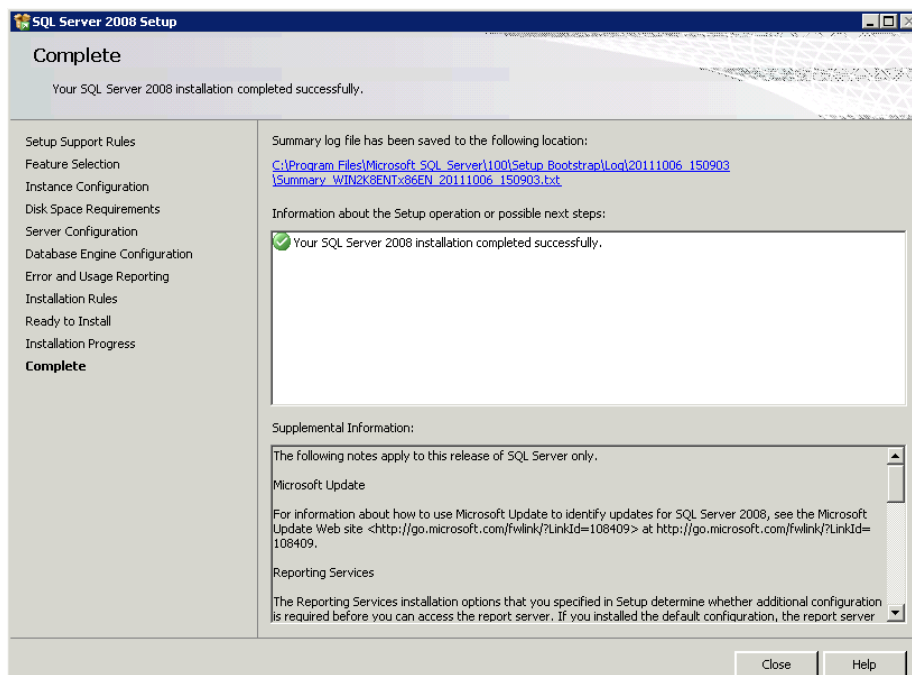 SQL Server 2008 Setup
Complete
Your SQL Server 2008 installation completed successfully.
Setup Support Rules
Feature Selection
Instance Configuration
Disk Space Requirements
Server Configuration
Database Engine Configuration
Error and Usage Reporting
Installation Rules
Ready to Install
Installation Progress
Complete
Summary log file has been saved to the following location:
C:\Program Files\Microsoft SQL Server\100\Setup Bootstrap\Log\20111006_150903
\Summary_WIN2K8ENTx86EN_20111006_150903.txt
Information about the Setup operation or possible next steps:
Your SQL Server 2008 installation completed successfully.
Supplemental Information:
The following notes apply to this release of SQL Server only.
Microsoft Update
For information about how to use Microsoft Update to identify updates for SQL Server 2008, see the Microsoft
Update Web site <http://go.microsoft.com/fwlink/?LinkId=108409> at http://go.microsoft.com/fwlink/?LinkId=
108409.
Reporting Services
The Reporting Services installation options that you specified in Setup determine whether additional configuration
is required before you can access the report server. If you installed the default configuration, the report server
Close
Help